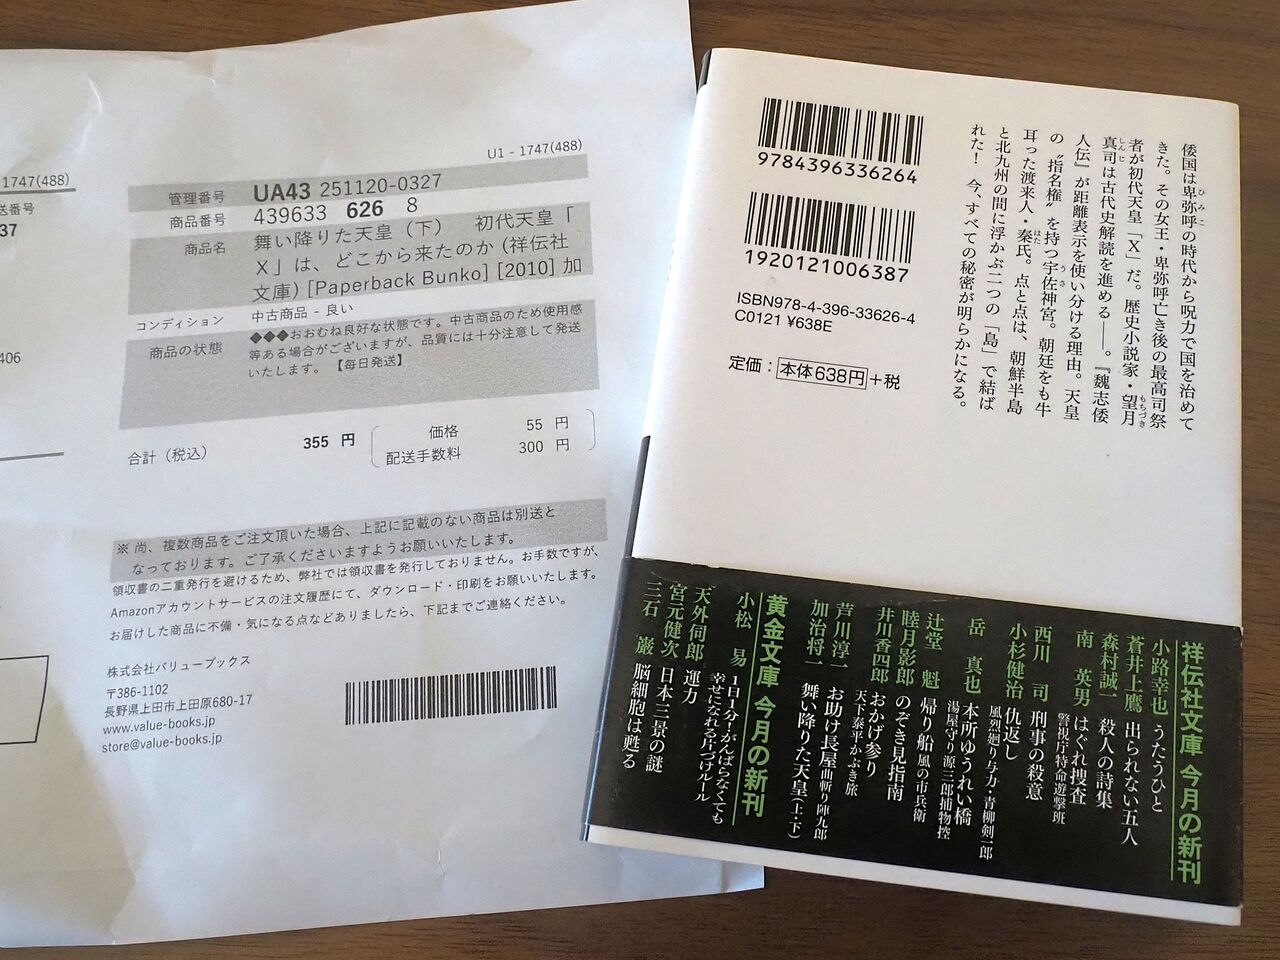 1747(488)
送番号
37
406
U1 - 1747(488)
管理番号 UA43 251120-0327
商品番号 439633 626 8
商品名 舞い降りた天皇（下） 初代天皇「
X」は、どこから来たのか (祥伝社
文庫) [Paperback Bunko] [2010] 加
コンディション 中古商品 - 良い
商品の状態 ◆◆◆おおむね良好な状態です。中古商品のため使用感
等ある場合がございますが、品質には十分注意して発送
いたします。【毎日発送】
合計（税込） 355 円 価格 55 円
配送手数料 300 円
※ 尚、複数商品をご注文頂いた場合、上記に記載のない商品は別送と
なっております。ご了承くださいますようお願いいたします。
領収書の二重発行を避けるため、弊社では領収書を発行しておりません。お手数ですが、
Amazonアカウントサービスの注文履歴にて、ダウンロード・印刷をお願いいたします。
お届けした商品に不備・気になる点などありましたら、下記までご連絡ください。
株式会社バリューブックス
〒386-1102
長野県上田市上田原680-17
www.value-books.jp
store@value-books.jp
9784396336264
1920121006387
ISBN978-4-396-33626-4
C0121 ¥638E
定価：本体638円+税
倭国は卑弥呼の時代から呪力で国を治めて
きた。その女王・卑弥呼亡き後の最高司祭
者が初代天皇「X」だ。歴史小説家・望月
真司は古代史解読を進める――。『魏志倭
人伝』が距離表示を使い分ける理由。天皇
の〝指名権〟を持つ宇佐神宮。朝廷をも牛
耳った渡来人・秦氏。点と点は、朝鮮半島
と北九州の間に浮かぶ二つの「島」で結ば
れた！ 今、すべての秘密が明らかになる。
祥伝社文庫 今月の新刊
小路幸也 うたうひと
蒼井上鷹 出られない五人
森村誠一 殺人の詩集
南 英男 はぐれ捜査 警視庁特命遊撃班
西川 司 刑事の殺意
小杉健治 仇返し 風烈廻り与力・青柳剣一郎
岳 真也 本所ゆうれい橋 湯屋守り源三郎捕物控
辻堂 魁 帰り船 風の市兵衛
睦月影郎 のぞき見指南
井川香四郎 おかげ参り 天下泰平かぶき旅
芦川淳一 お助け長屋 曲斬り陣九郎
加治将一 舞い降りた天皇（上・下）
黄金文庫 今月の新刊
小松 易 1日1分！がんばらなくても
幸せになれる片づけルール
天外伺郎 運力
宮元健次 日本三景の謎
三石 巌 脳細胞は甦る